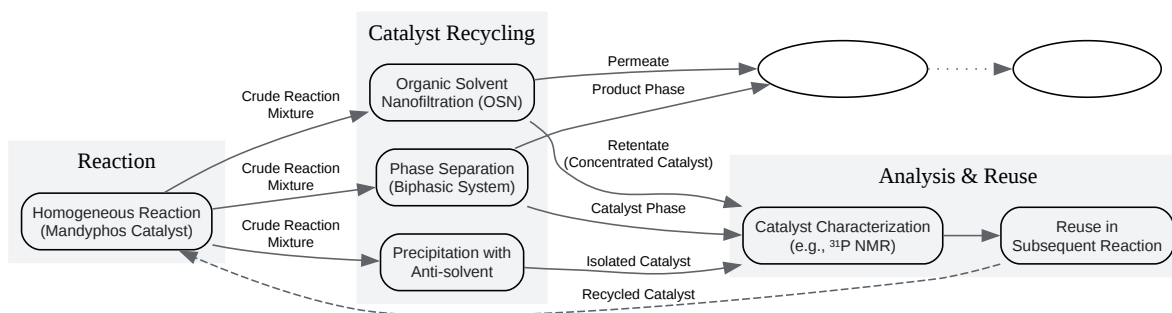 Catalyst Recycling
Reaction
Analysis & Reuse
Homogeneous Reaction
(Mandyphos Catalyst)
Crude Reaction
Mixture
Crude Reaction
Mixture
Crude Reaction
Mixture
Organic Solvent
Nanofiltration (OSN)
Phase Separation
(Biphasic System)
Precipitation with
Anti-solvent
Permeate
Product Phase
Retentate
(Concentrated Catalyst)
Catalyst Phase
Isolated Catalyst
Recycled Catalyst
Catalyst Characterization
(e.g., ³¹P NMR)
Reuse in
Subsequent Reaction